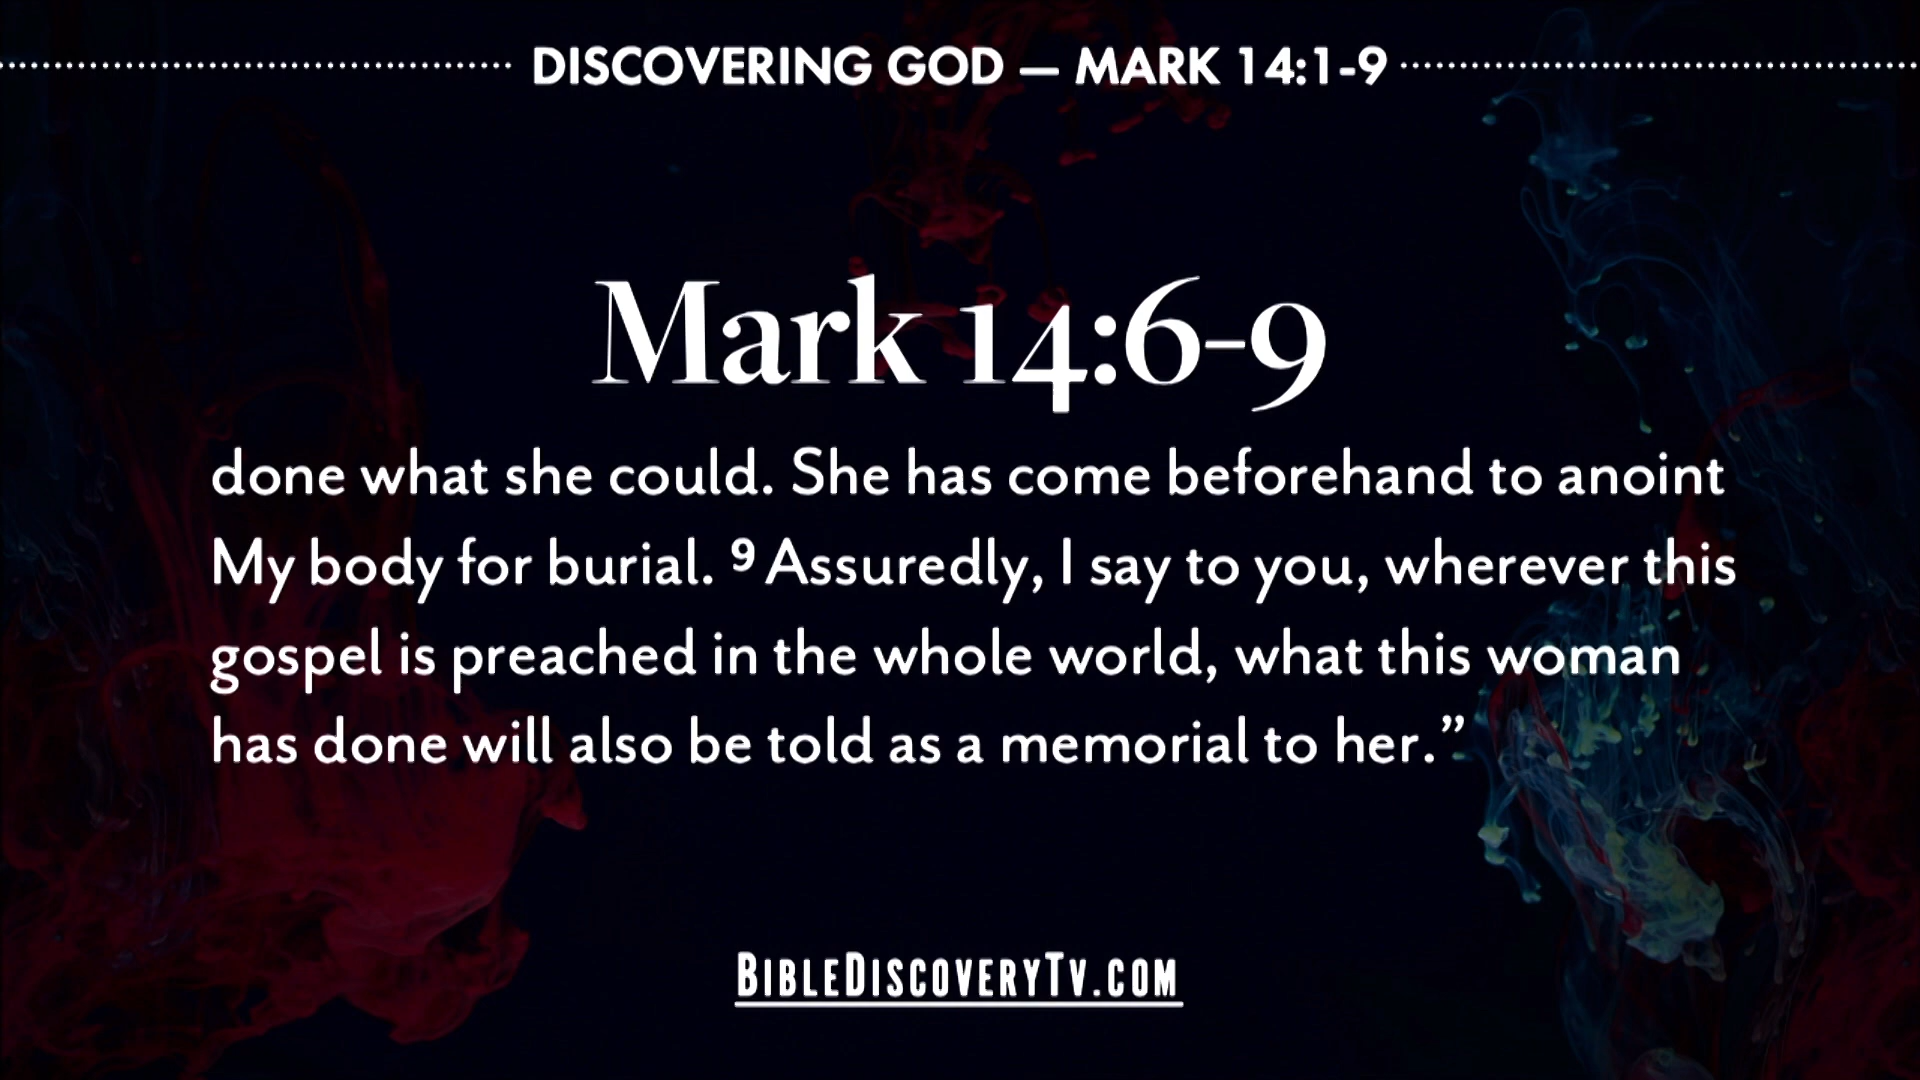 DISCOVERING GOD — MARK 14:1-9
Mark 14:6-9
done what she could. She has come beforehand to anoint
My body for burial. ⁹ Assuredly, I say to you, wherever this
gospel is preached in the whole world, what this woman
has done will also be told as a memorial to her.”
BIBLEDISCOVERYTV.COM